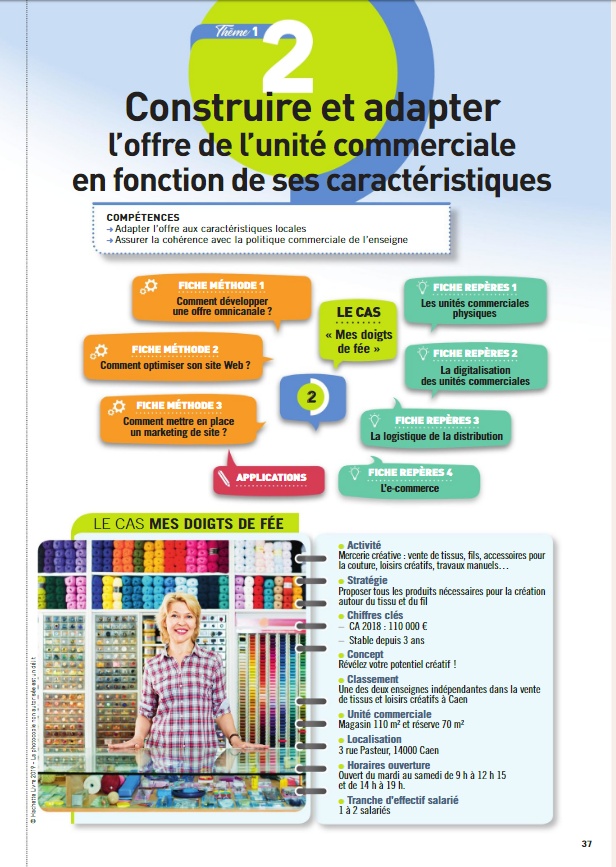 Thème 1
2
Construire et adapter
l'offre de l'unité commerciale
en fonction de ses caractéristiques
COMPÉTENCES
→ Adapter l'offre aux caractéristiques locales
→ Assurer la cohérence avec la politique commerciale de l'enseigne
FICHE MÉTHODE 1
Comment développer
une offre omnicanale ?
FICHE MÉTHODE 2
Comment optimiser son site Web ?
FICHE MÉTHODE 3
Comment mettre en place
un marketing de site ?
APPLICATIONS
LE CAS
« Mes doigts
de fée »
2
FICHE REPÈRES 1
Les unités commerciales
physiques
FICHE REPÈRES 2
La digitalisation
des unités commerciales
FICHE REPÈRES 3
La logistique de la distribution
FICHE REPÈRES 4
L'e-commerce
LE CAS MES DOIGTS DE FÉE
• Activité
Mercerie créative : vente de tissus, fils, accessoires pour
la couture, loisirs créatifs, travaux manuels…
• Stratégie
Proposer tous les produits nécessaires pour la création
autour du tissu et du fil
• Chiffres clés
– CA 2018 : 110 000 €
– Stable depuis 3 ans
• Concept
Révélez votre potentiel créatif !
• Classement
Une des deux enseignes indépendantes dans la vente
de tissus et loisirs créatifs à Caen
• Unité commerciale
Magasin 110 m² et réserve 70 m²
• Localisation
3 rue Pasteur, 14000 Caen
• Horaires ouverture
Ouvert du mardi au samedi de 9 h à 12 h 15
et de 14 h à 19 h.
• Tranche d'effectif salarié
1 à 2 salariés
© Hachette Livre 2019 – La photocopie non autorisée est un délit
37